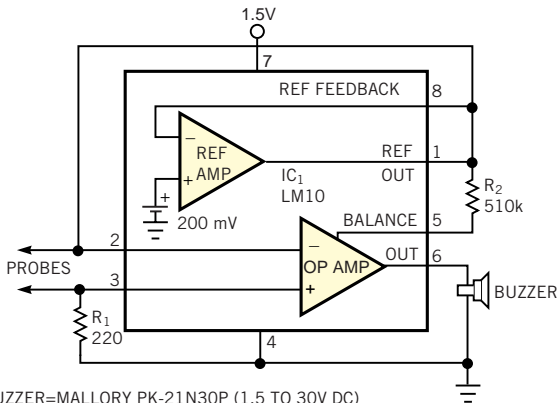 1.5V
7
REF FEEDBACK 8
−
REF AMP
+
+
200 mV
IC1
LM10
REF OUT 1
R2
510k
BALANCE 5
2
−
OP AMP
+
OUT 6
PROBES
3
R1
220
4
BUZZER
UZZER=MALLORY PK-21N30P (1.5 TO 30V DC)